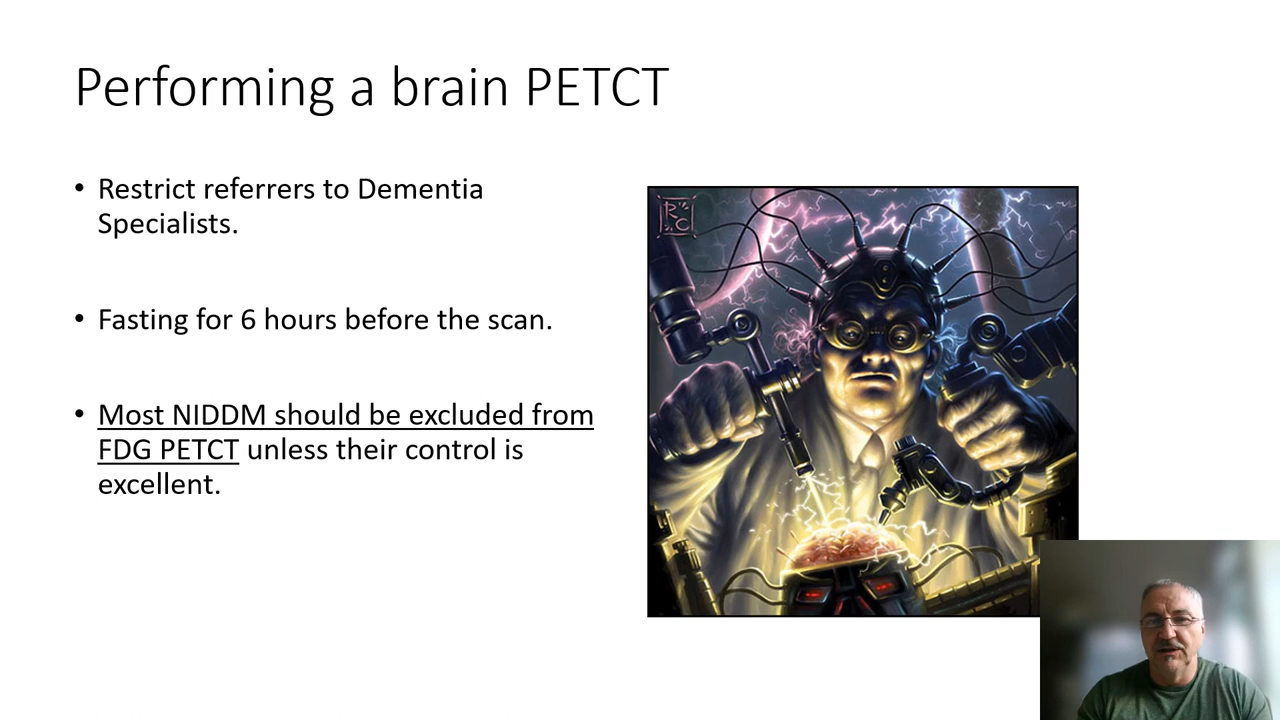 Performing a brain PETCT
• Restrict referrers to Dementia
Specialists.
• Fasting for 6 hours before the scan.
• Most NIDDM should be excluded from
FDG PETCT unless their control is
excellent.